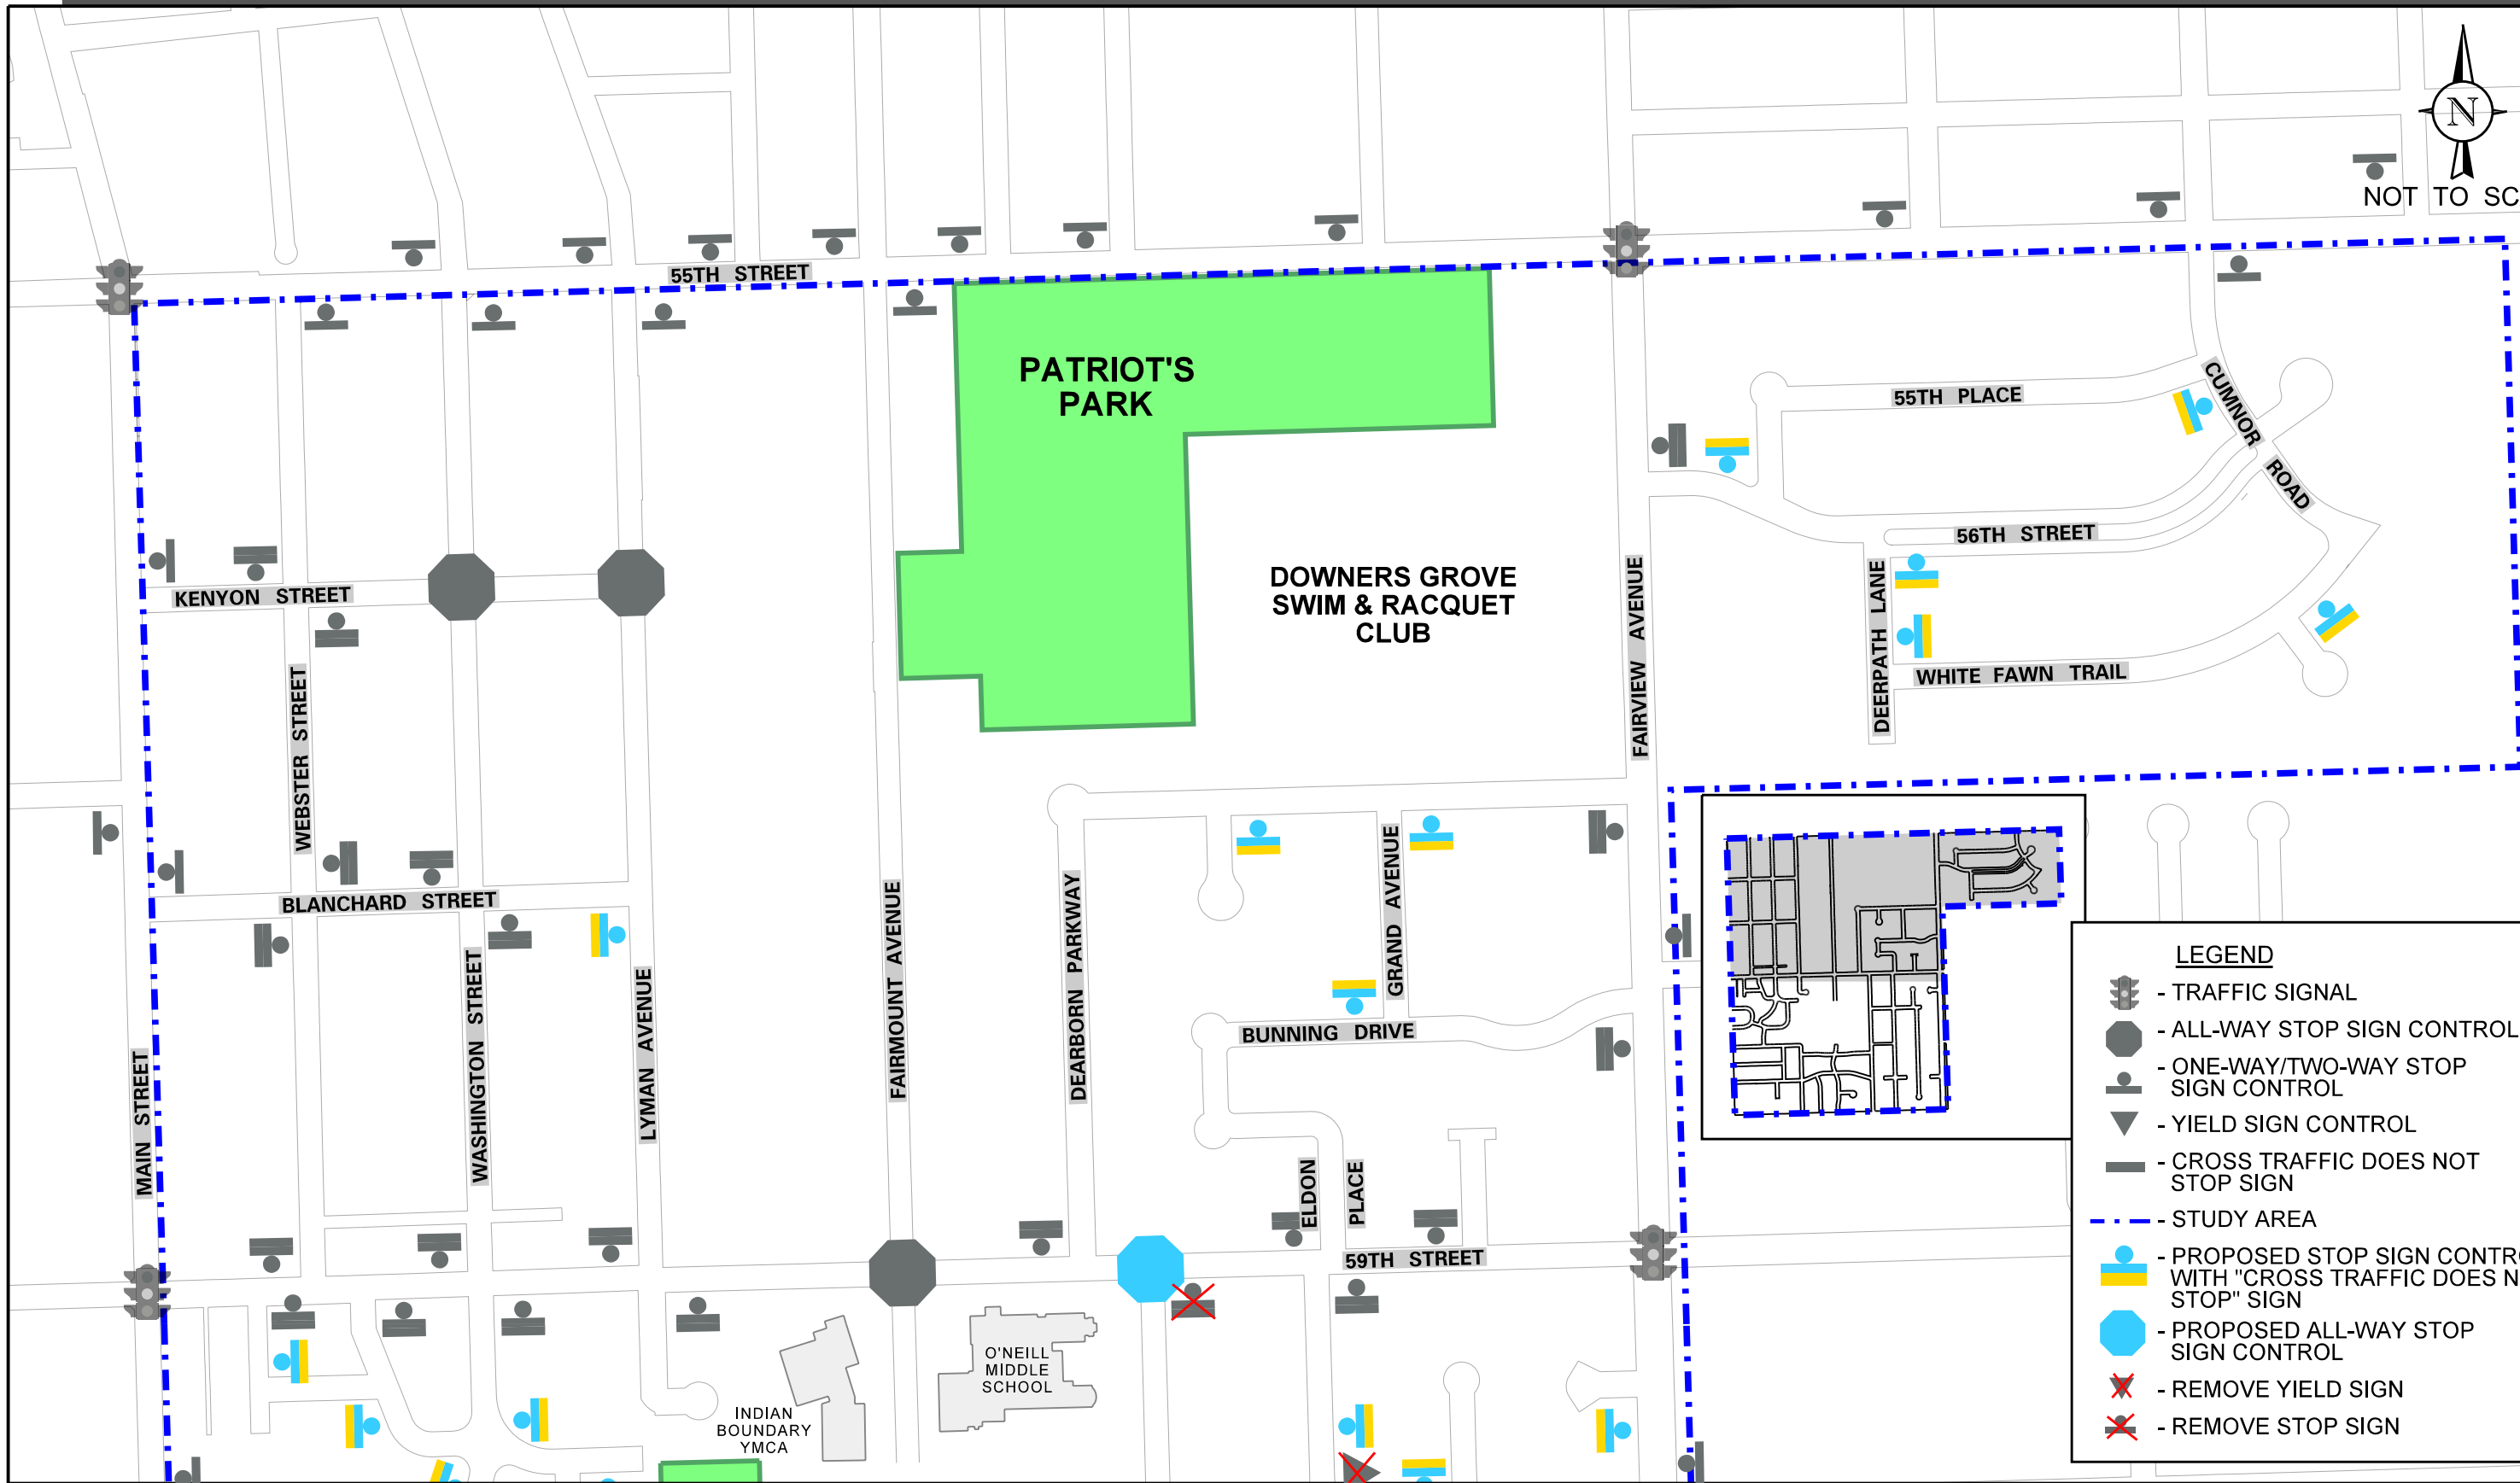 N
NOT TO SC
55TH STREET
PATRIOT'S
PARK
55TH PLACE
CUMNOR
ROAD
56TH STREET
DOWNERS GROVE
SWIM & RACQUET
CLUB
KENYON STREET
WEBSTER STREET
FAIRVIEW AVENUE
DEERPATH LANE
WHITE FAWN TRAIL
BLANCHARD STREET
WASHINGTON STREET
LYMAN AVENUE
FAIRMOUNT AVENUE
DEARBORN PARKWAY
GRAND AVENUE
BUNNING DRIVE
MAIN STREET
ELDON
PLACE
59TH STREET
O'NEILL
MIDDLE
SCHOOL
INDIAN
BOUNDARY
YMCA
LEGEND
- TRAFFIC SIGNAL
- ALL-WAY STOP SIGN CONTROL
- ONE-WAY/TWO-WAY STOP
SIGN CONTROL
- YIELD SIGN CONTROL
- CROSS TRAFFIC DOES NOT
STOP SIGN
- STUDY AREA
- PROPOSED STOP SIGN CONTRO
WITH "CROSS TRAFFIC DOES N
STOP" SIGN
- PROPOSED ALL-WAY STOP
SIGN CONTROL
- REMOVE YIELD SIGN
- REMOVE STOP SIGN